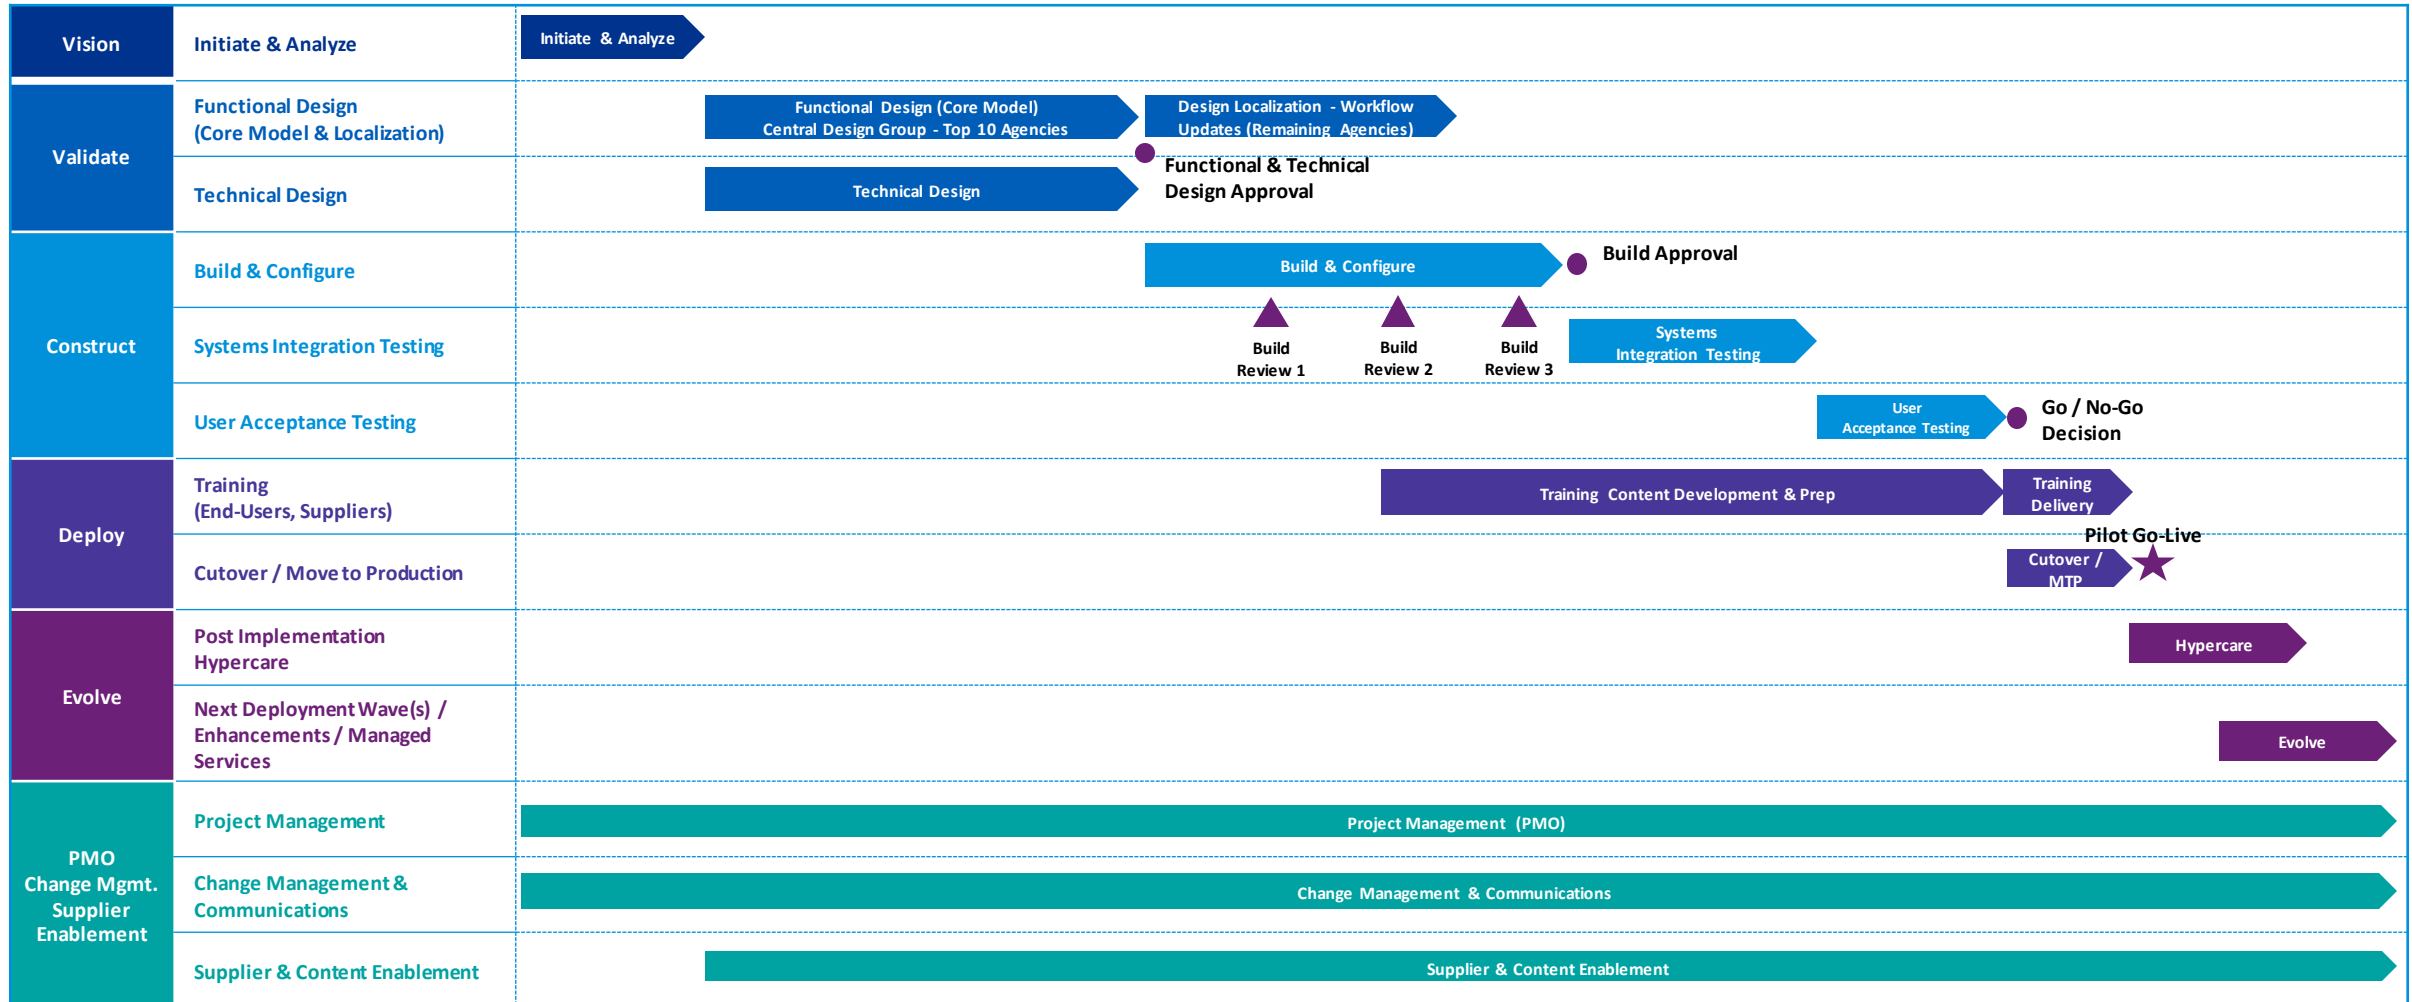 Vision
Initiate & Analyze
Initiate & Analyze
Validate
Functional Design
(Core Model & Localization)
Functional Design (Core Model)
Central Design Group - Top 10 Agencies
Design Localization - Workflow
Updates (Remaining Agencies)
Functional & Technical
Design Approval
Technical Design
Technical Design
Construct
Build & Configure
Build & Configure
Build Approval
Systems Integration Testing
Build
Review 1
Build
Review 2
Build
Review 3
Systems
Integration Testing
User Acceptance Testing
User
Acceptance Testing
Go / No-Go
Decision
Deploy
Training
(End-Users, Suppliers)
Training Content Development & Prep
Training
Delivery
Pilot Go-Live
Cutover / Move to Production
Cutover /
MTP
Evolve
Post Implementation
Hypercare
Hypercare
Next Deployment Wave(s) /
Enhancements / Managed
Services
Evolve
PMO
Change Mgmt.
Supplier
Enablement
Project Management
Project Management (PMO)
Change Management &
Communications
Change Management & Communications
Supplier & Content Enablement
Supplier & Content Enablement